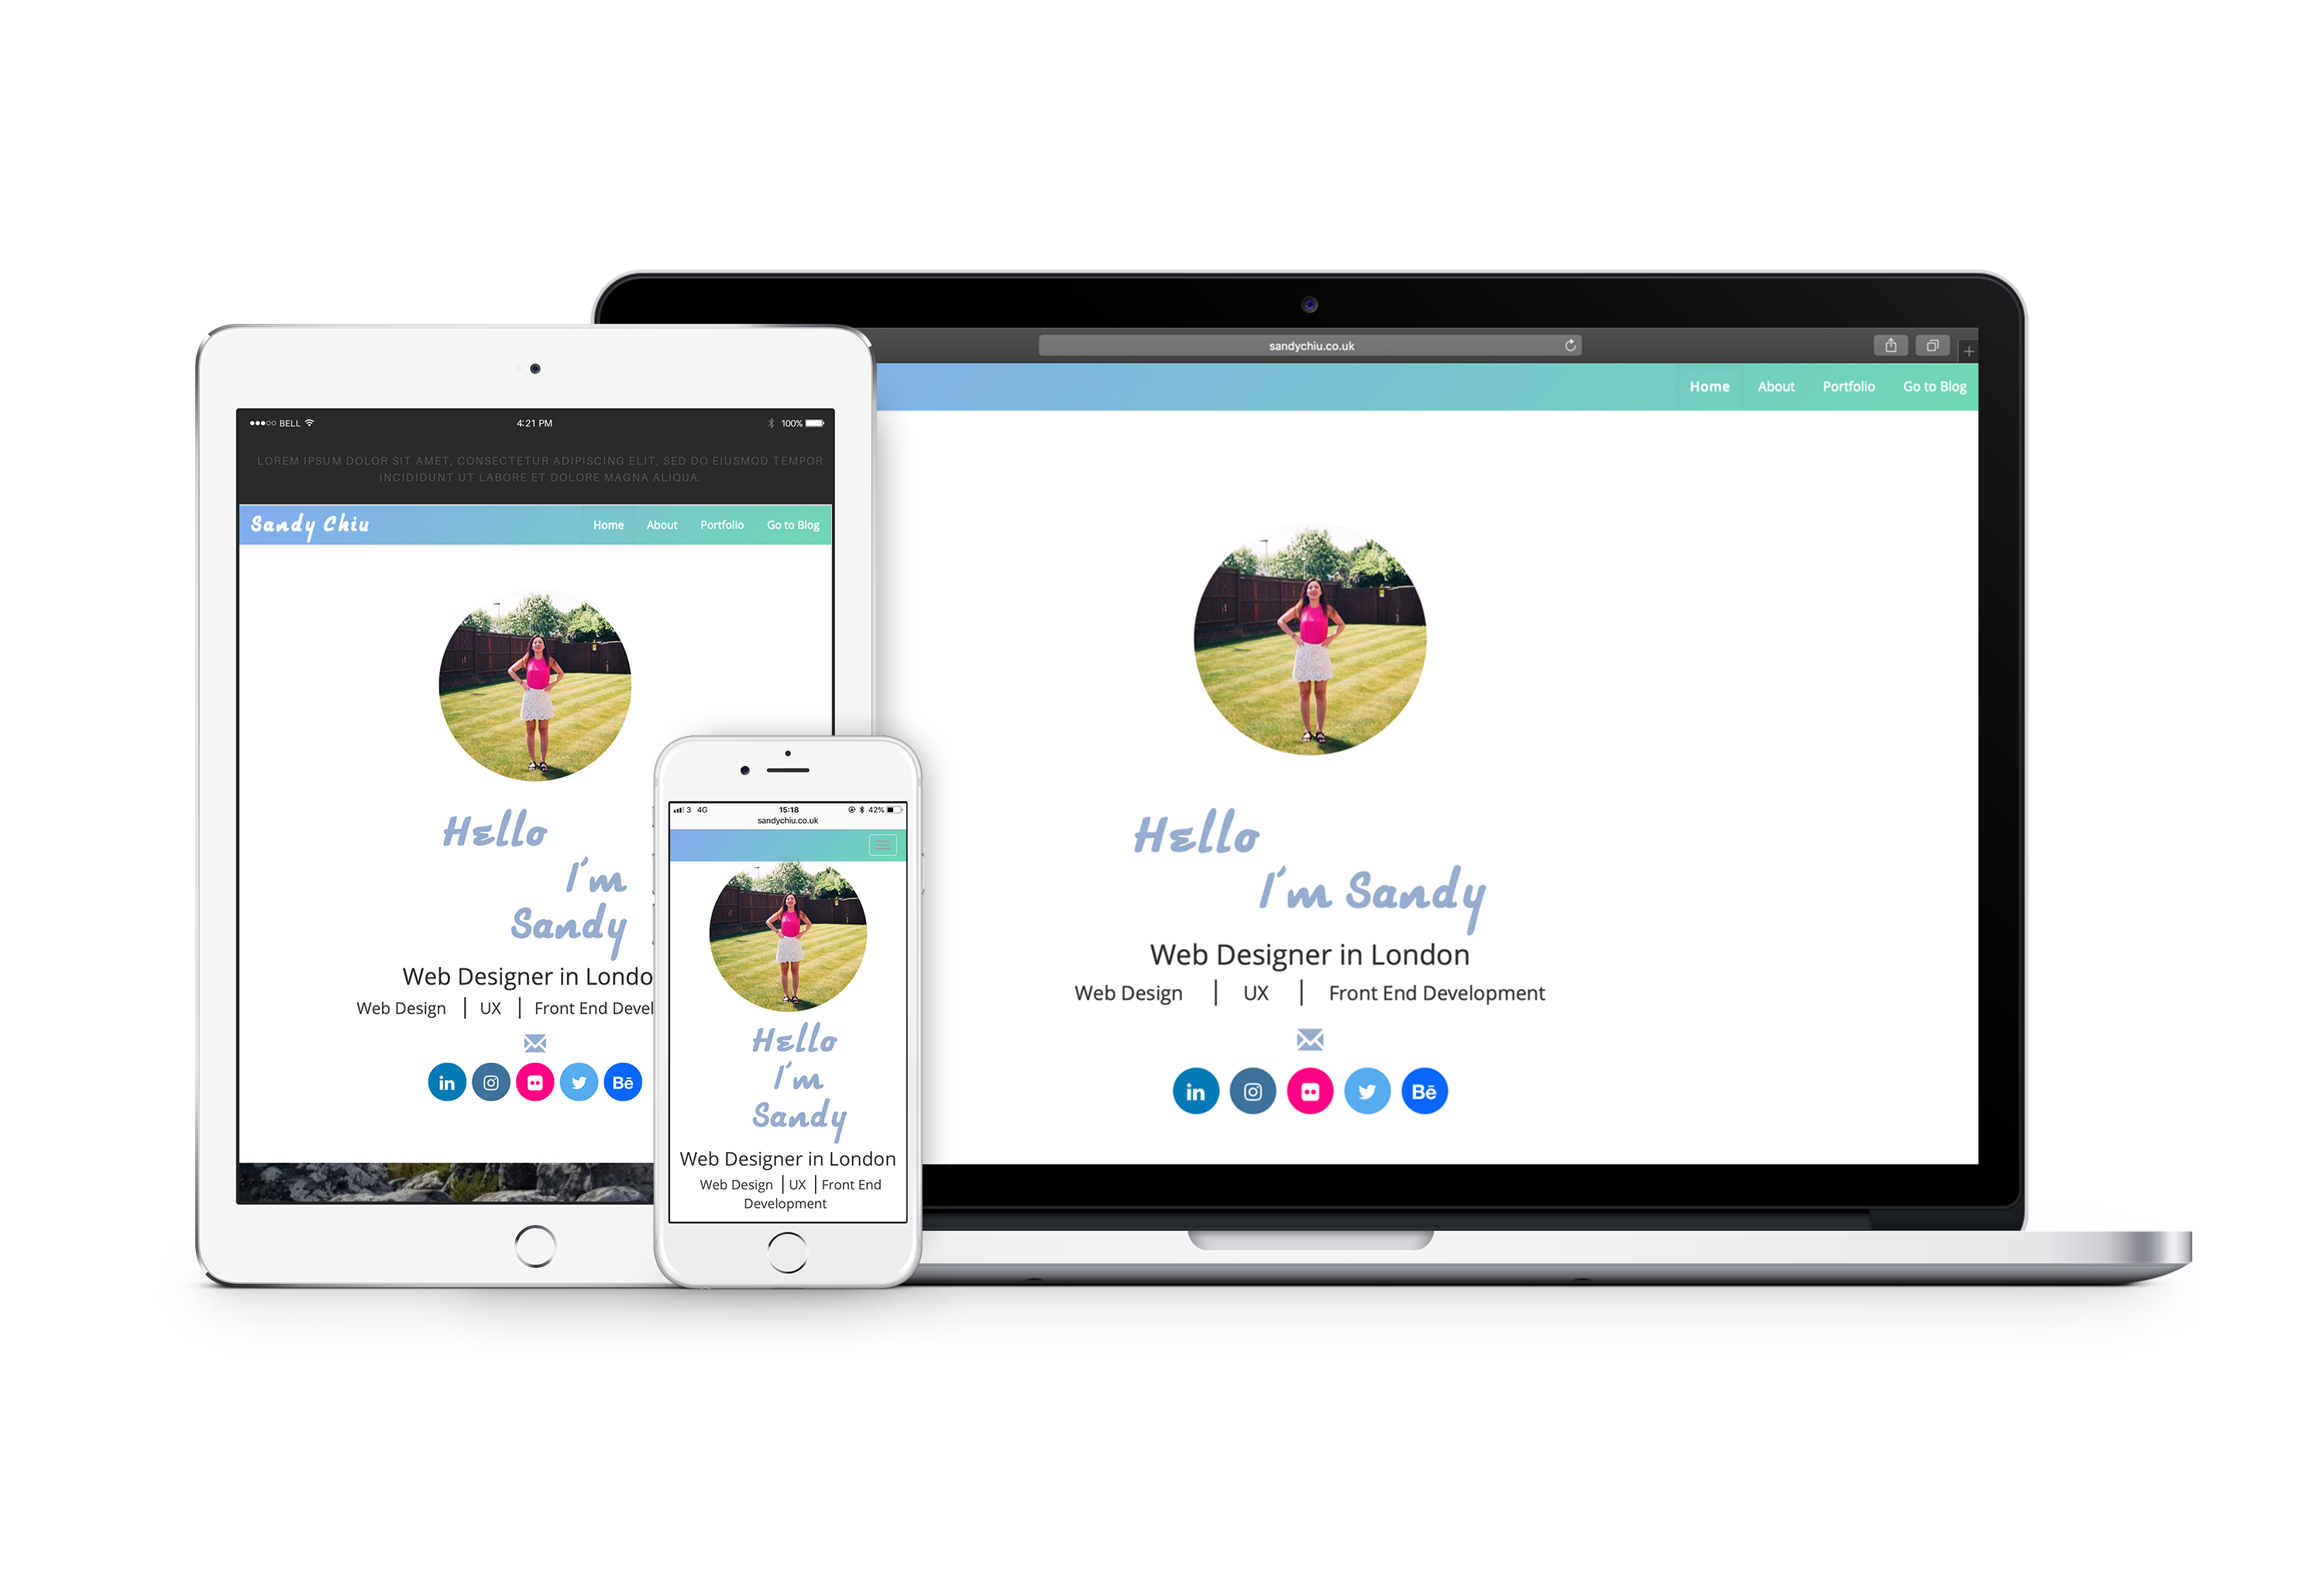 BELL
4:21 PM
100%
LOREM IPSUM DOLOR SIT AMET, CONSECTETUR ADIPISCING ELIT, SED DO EIUSMOD TEMPOR
INCIDIDUNT UT LABORE ET DOLORE MAGNA ALIQUA.
Sandy Chiu
Home About Portfolio Go to Blog
Hello
I'm
Sandy
Web Designer in Londo
Web Design | UX | Front End Devel
in Bē
3 4G 15:18 42%
sandychiu.co.uk
Hello
I'm
Sandy
Web Designer in London
Web Design | UX | Front End
Development
sandychiu.co.uk
Home About Portfolio Go to Blog
Hello
I'm Sandy
Web Designer in London
Web Design | UX | Front End Development
in Bē